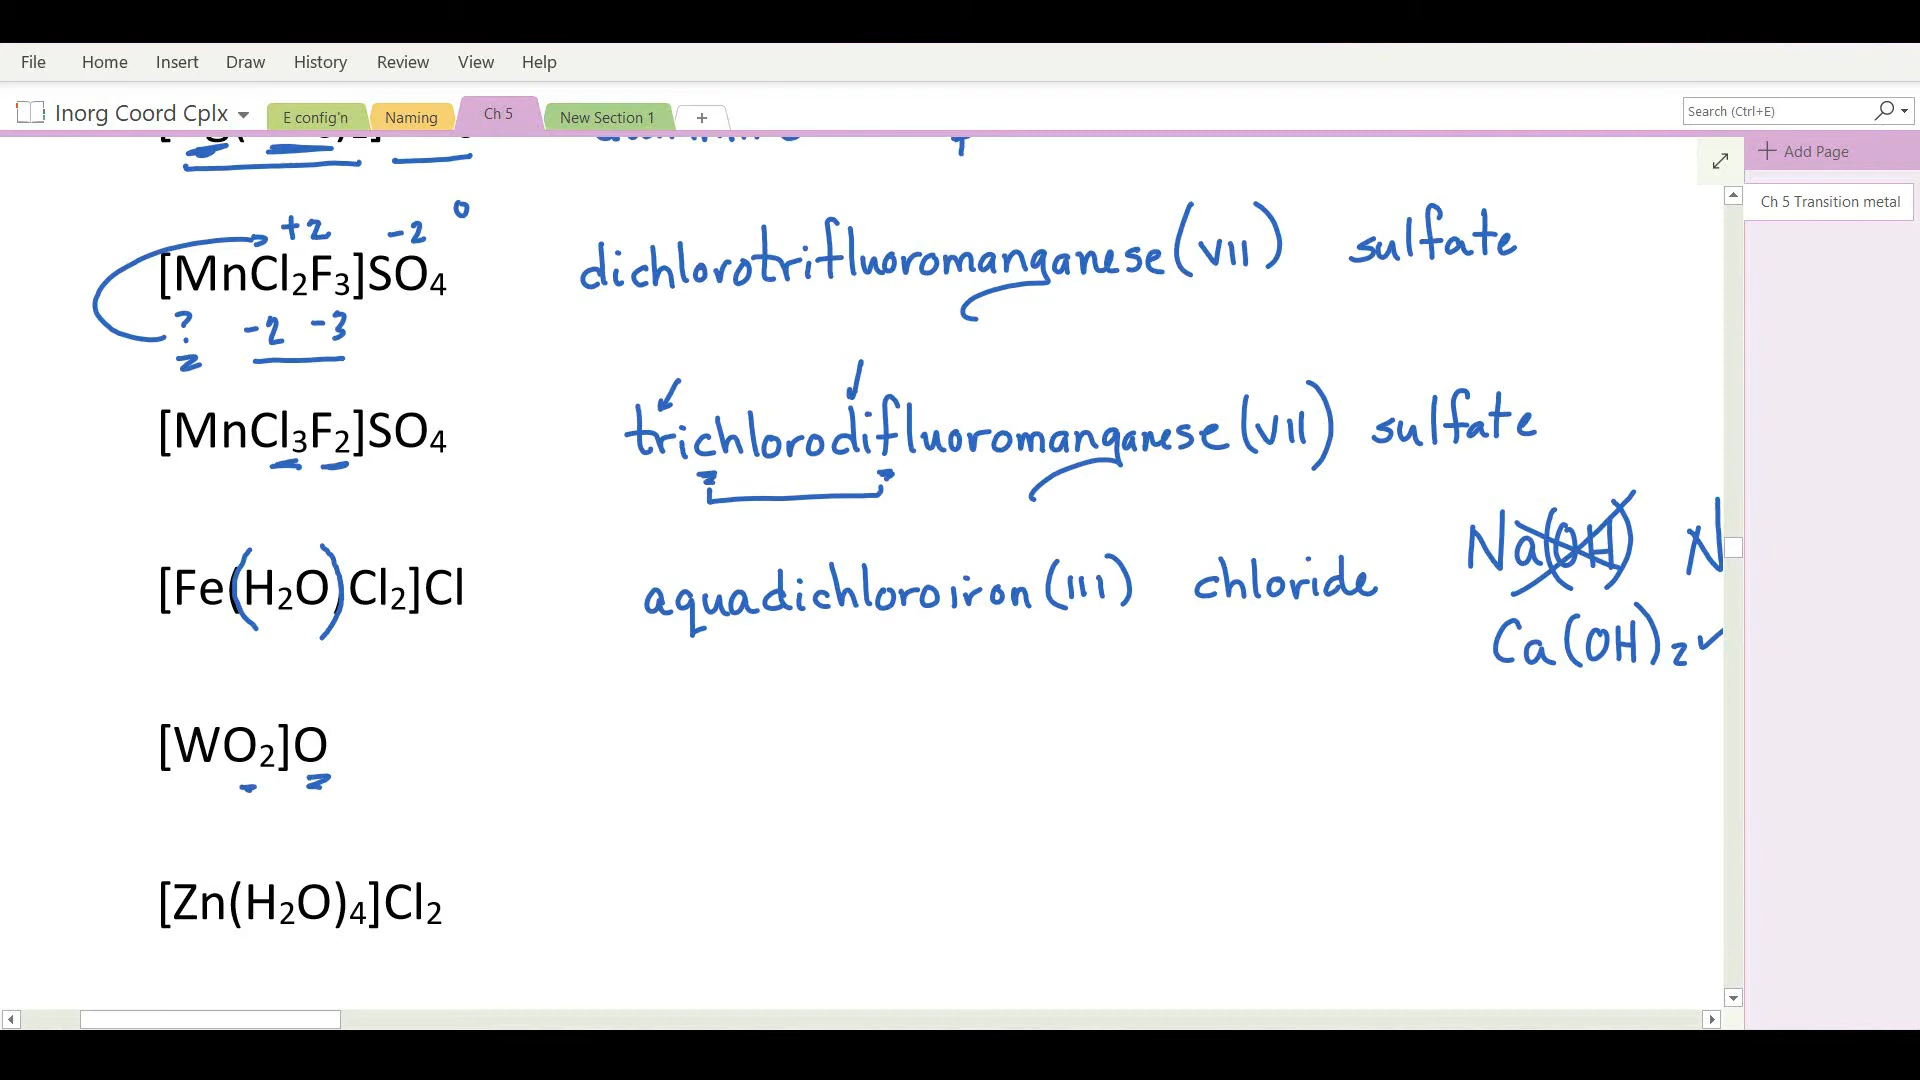 File Home Insert Draw History Review View Help
Inorg Coord Cplx E config'n Naming Ch 5 New Section 1 + Search (Ctrl+E)
+ Add Page
Ch 5 Transition metal
+2 -2 0
[MnCl₂F₃]SO₄ dichlorotrifluoromanganese(VII) sulfate
? -2 -3
[MnCl₃F₂]SO₄ trichlorodifluoromanganese(VII) sulfate
Na(OH) N
[Fe(H₂O)Cl₂]Cl aquadichloroiron(III) chloride
Ca(OH)₂ ✓
[WO₂]O
[Zn(H₂O)₄]Cl₂